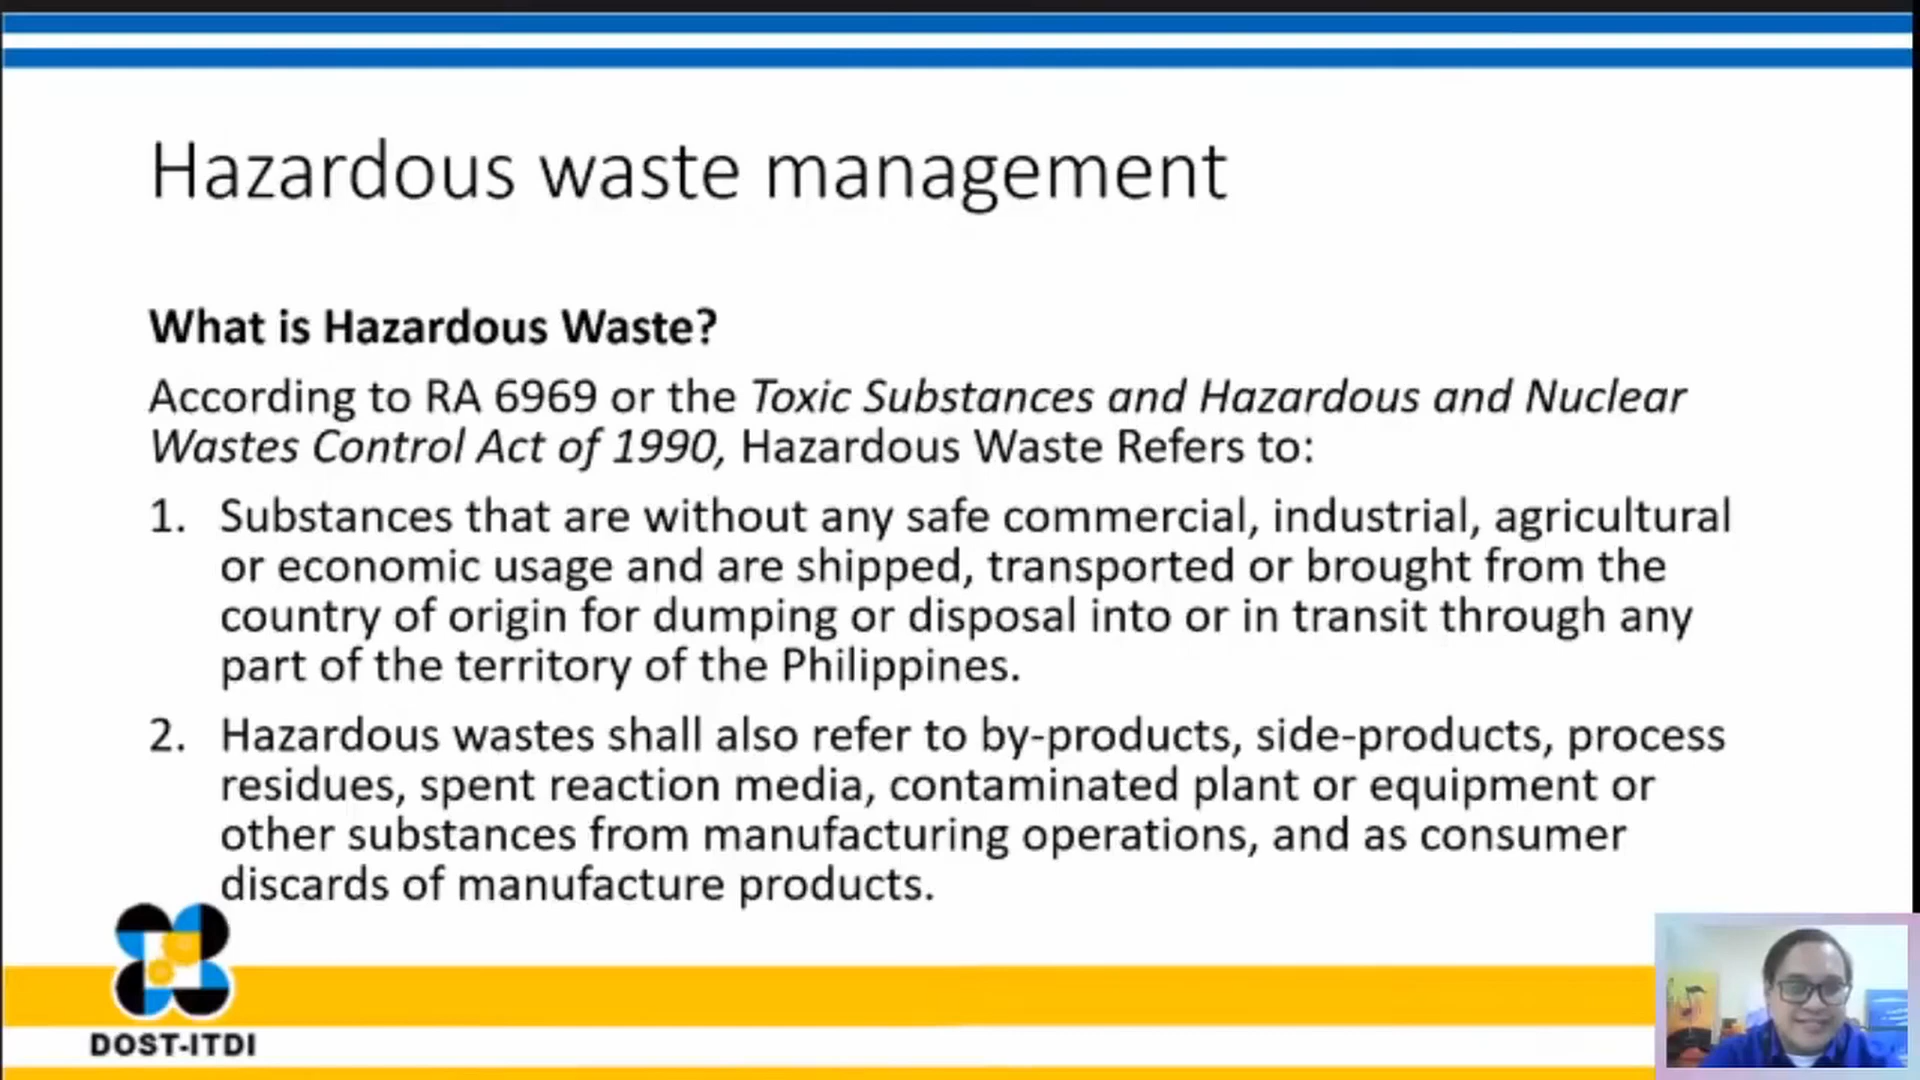 Hazardous waste management
What is Hazardous Waste?
According to RA 6969 or the Toxic Substances and Hazardous and Nuclear
Wastes Control Act of 1990, Hazardous Waste Refers to:
1. Substances that are without any safe commercial, industrial, agricultural
or economic usage and are shipped, transported or brought from the
country of origin for dumping or disposal into or in transit through any
part of the territory of the Philippines.
2. Hazardous wastes shall also refer to by-products, side-products, process
residues, spent reaction media, contaminated plant or equipment or
other substances from manufacturing operations, and as consumer
discards of manufacture products.
DOST-ITDI